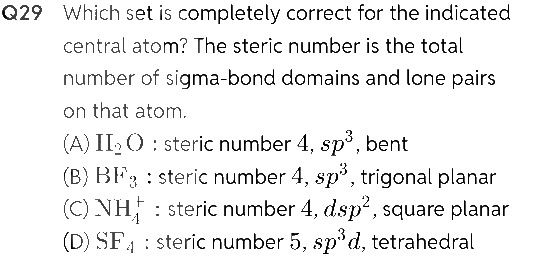 Q29 Which set is completely correct for the indicated
central atom? The steric number is the total
number of sigma-bond domains and lone pairs
on that atom.
(A) H₂O : steric number 4, sp³, bent
(B) BF₃ : steric number 4, sp³, trigonal planar
(C) NH₄⁺ : steric number 4, dsp², square planar
(D) SF₄ : steric number 5, sp³d, tetrahedral